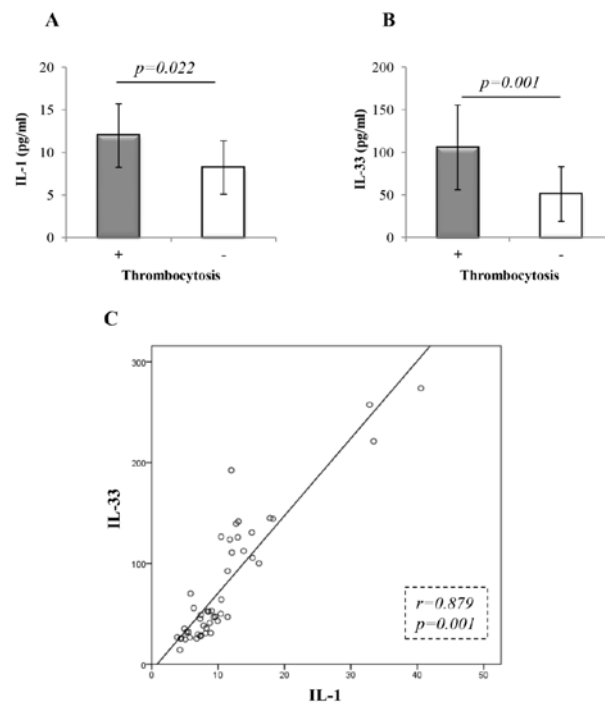 A
p=0.022
IL-1 (pg/ml)
20
15
10
5
0
+ -
Thrombocytosis
B
p=0.001
IL-33 (pg/ml)
200
150
100
50
0
+ -
Thrombocytosis
C
IL-33
300
200
100
0
0 10 20 30 40 50
IL-1
r=0.879
p=0.001